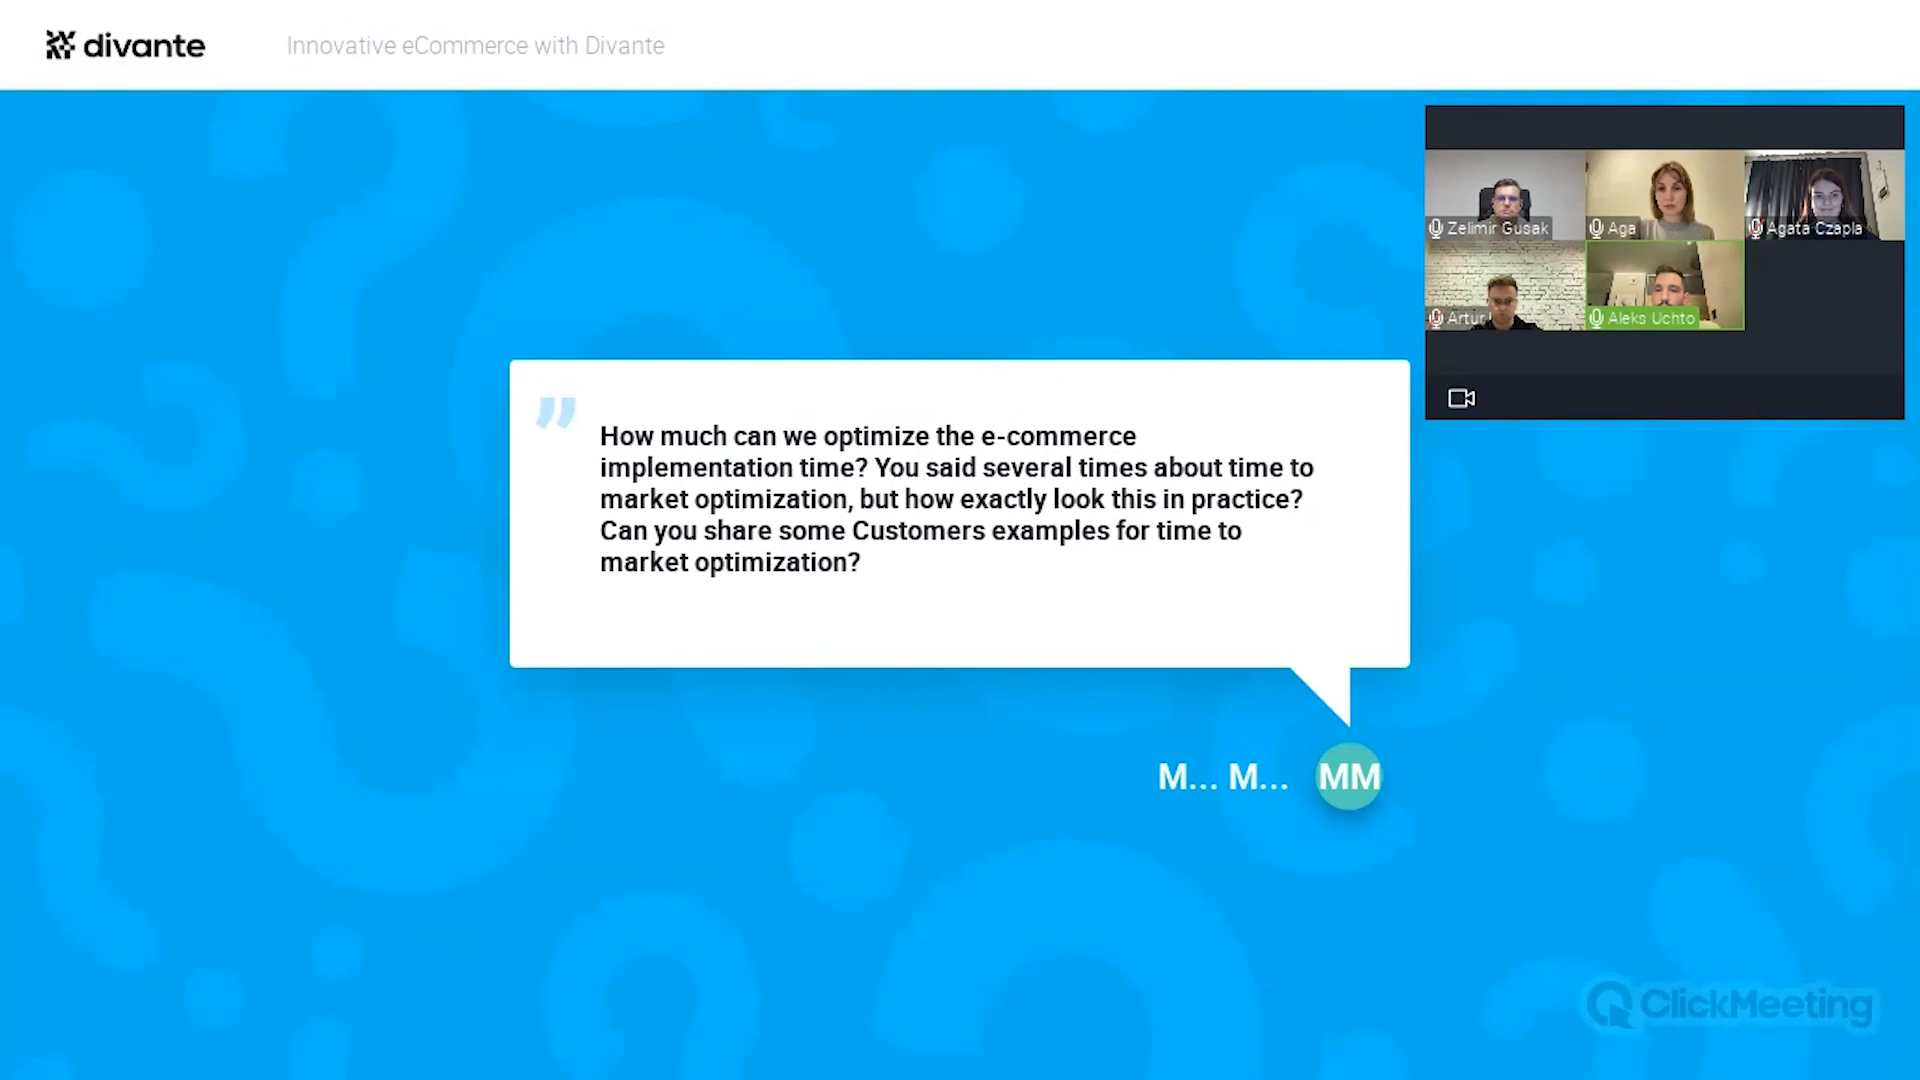 divante
Innovative eCommerce with Divante
Zelimir Gusak
Aga
Agata Czapla
Artur
Aleks Uchto
How much can we optimize the e-commerce
implementation time? You said several times about time to
market optimization, but how exactly look this in practice?
Can you share some Customers examples for time to
market optimization?
M... M...
MM
ClickMeeting